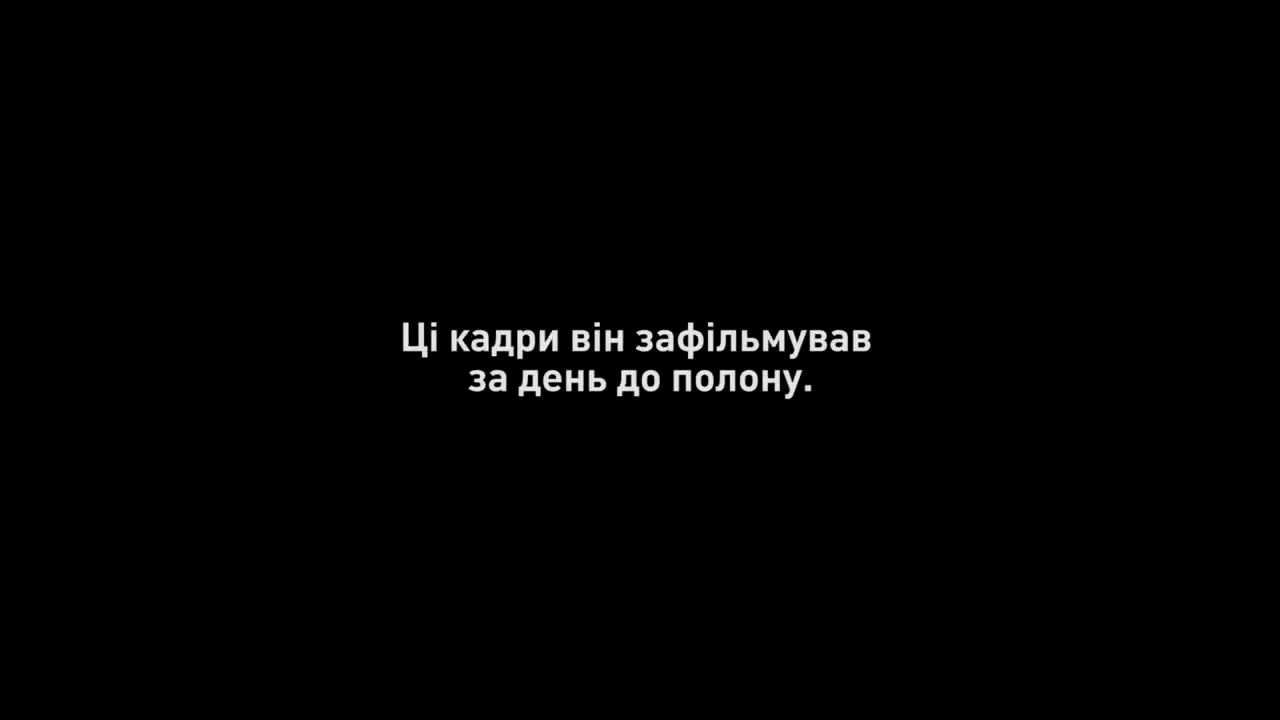 Ці кадри він зафільмував
за день до полону.